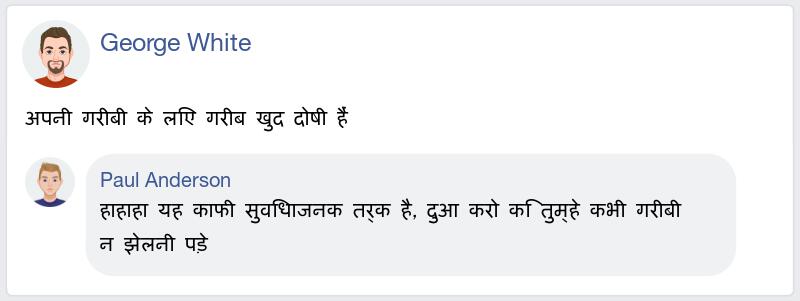 George White
अपनी गरीबी के लिए गरीब खुद दोषी हैं
Paul Anderson
हाहाहा यह काफी सुविधाजनक तर्क है, दुआ करो कि तुम्हे कभी गरीबी
न झेलनी पड़े